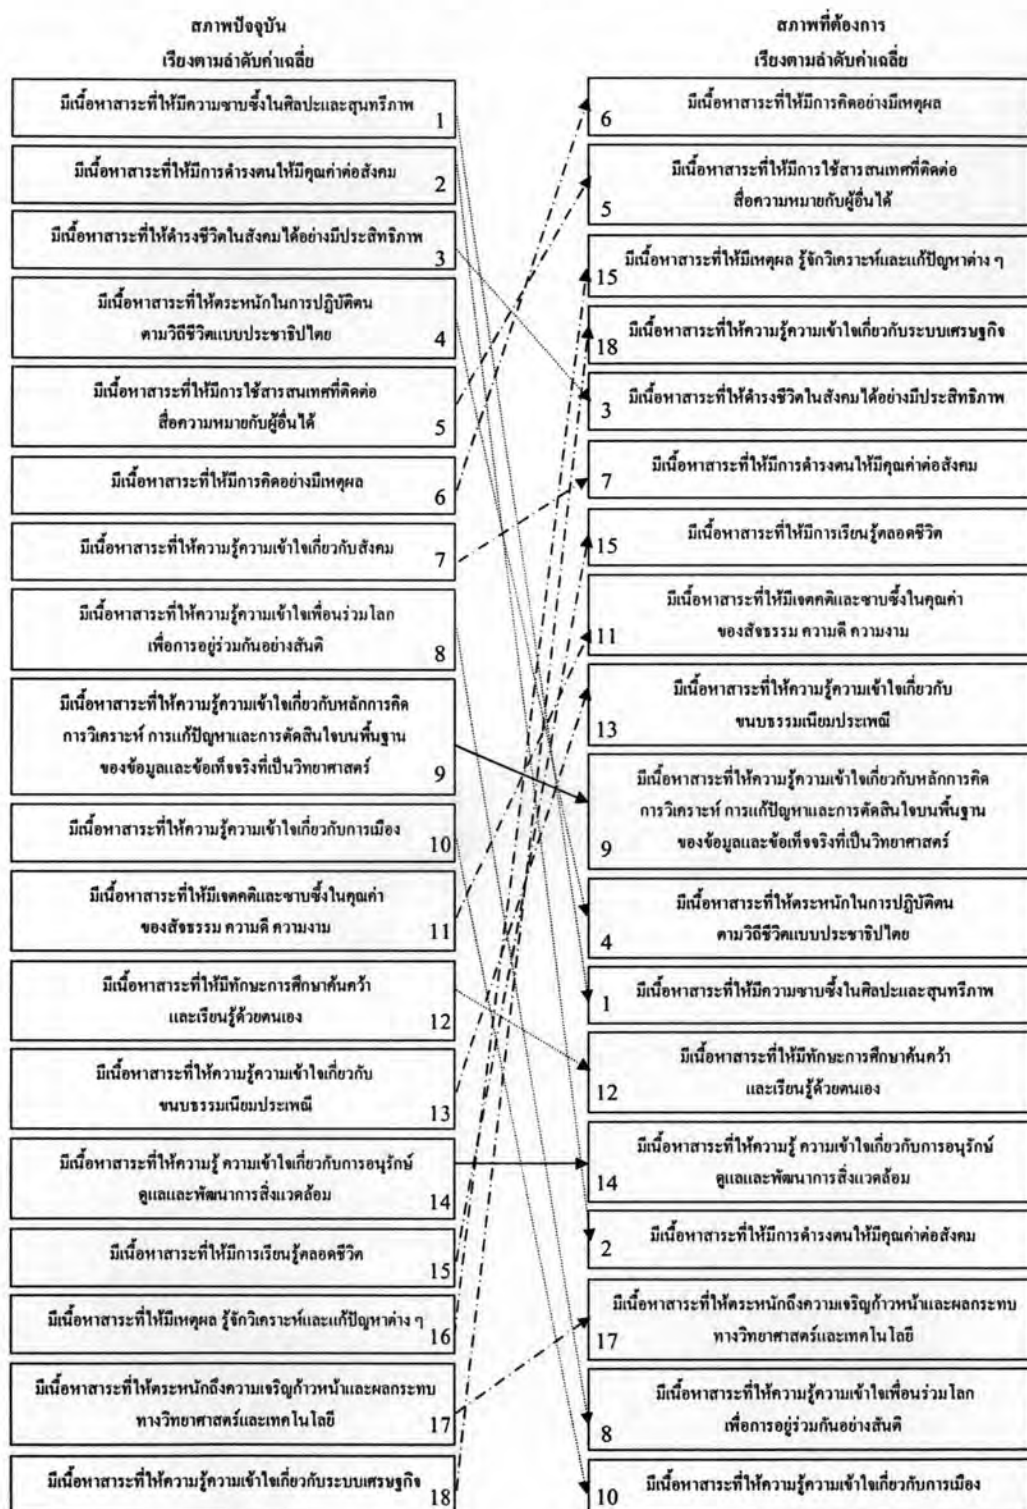 สภาพปัจจุบัน
เรียงตามลำดับค่าเฉลี่ย
มีเนื้อหาสาระที่ให้มีความซาบซึ้งในศิลปะและสุนทรีภาพ
1
มีเนื้อหาสาระที่ให้มีการดำรงตนให้มีคุณค่าต่อสังคม
2
มีเนื้อหาสาระที่ให้ดำรงชีวิตในสังคมได้อย่างมีประสิทธิภาพ
3
มีเนื้อหาสาระที่ให้ตระหนักในการปฏิบัติตน
ตามวิถีชีวิตแบบประชาธิปไตย
4
มีเนื้อหาสาระที่ให้มีการใช้สารสนเทศที่ติดต่อ
สื่อความหมายกับผู้อื่นได้
5
มีเนื้อหาสาระที่ให้มีการคิดอย่างมีเหตุผล
6
มีเนื้อหาสาระที่ให้ความรู้ความเข้าใจเกี่ยวกับสังคม
7
มีเนื้อหาสาระที่ให้ความรู้ความเข้าใจเพื่อนร่วมโลก
เพื่อการอยู่ร่วมกันอย่างสันติ
8
มีเนื้อหาสาระที่ให้ความรู้ความเข้าใจเกี่ยวกับหลักการคิด
การวิเคราะห์ การแก้ปัญหาและการตัดสินใจบนพื้นฐาน
ของข้อมูลและข้อเท็จจริงที่เป็นวิทยาศาสตร์
9
มีเนื้อหาสาระที่ให้ความรู้ความเข้าใจเกี่ยวกับการเมือง
10
มีเนื้อหาสาระที่ให้มีเจตคติและซาบซึ้งในคุณค่า
ของสัจธรรม ความดี ความงาม
11
มีเนื้อหาสาระที่ให้มีทักษะการศึกษาค้นคว้า
และเรียนรู้ด้วยตนเอง
12
มีเนื้อหาสาระที่ให้ความรู้ความเข้าใจเกี่ยวกับ
ขนบธรรมเนียมประเพณี
13
มีเนื้อหาสาระที่ให้ความรู้ ความเข้าใจเกี่ยวกับการอนุรักษ์
ดูแลและพัฒนาการสิ่งแวดล้อม
14
มีเนื้อหาสาระที่ให้มีการเรียนรู้ตลอดชีวิต
15
มีเนื้อหาสาระที่ให้มีเหตุผล รู้จักวิเคราะห์และแก้ปัญหาต่าง ๆ
16
มีเนื้อหาสาระที่ให้ตระหนักถึงความเจริญก้าวหน้าและผลกระทบ
ทางวิทยาศาสตร์และเทคโนโลยี
17
มีเนื้อหาสาระที่ให้ความรู้ความเข้าใจเกี่ยวกับระบบเศรษฐกิจ
18
สภาพที่ต้องการ
เรียงตามลำดับค่าเฉลี่ย
มีเนื้อหาสาระที่ให้มีการคิดอย่างมีเหตุผล
6
มีเนื้อหาสาระที่ให้มีการใช้สารสนเทศที่ติดต่อ
สื่อความหมายกับผู้อื่นได้
5
มีเนื้อหาสาระที่ให้มีเหตุผล รู้จักวิเคราะห์และแก้ปัญหาต่าง ๆ
15
มีเนื้อหาสาระที่ให้ความรู้ความเข้าใจเกี่ยวกับระบบเศรษฐกิจ
18
มีเนื้อหาสาระที่ให้ดำรงชีวิตในสังคมได้อย่างมีประสิทธิภาพ
3
มีเนื้อหาสาระที่ให้มีการดำรงตนให้มีคุณค่าต่อสังคม
7
มีเนื้อหาสาระที่ให้มีการเรียนรู้ตลอดชีวิต
15
มีเนื้อหาสาระที่ให้มีเจตคติและซาบซึ้งในคุณค่า
ของสัจธรรม ความดี ความงาม
11
มีเนื้อหาสาระที่ให้ความรู้ความเข้าใจเกี่ยวกับ
ขนบธรรมเนียมประเพณี
13
มีเนื้อหาสาระที่ให้ความรู้ความเข้าใจเกี่ยวกับหลักการคิด
การวิเคราะห์ การแก้ปัญหาและการตัดสินใจบนพื้นฐาน
ของข้อมูลและข้อเท็จจริงที่เป็นวิทยาศาสตร์
9
มีเนื้อหาสาระที่ให้ตระหนักในการปฏิบัติตน
ตามวิถีชีวิตแบบประชาธิปไตย
4
มีเนื้อหาสาระที่ให้มีความซาบซึ้งในศิลปะและสุนทรีภาพ
1
มีเนื้อหาสาระที่ให้มีทักษะการศึกษาค้นคว้า
และเรียนรู้ด้วยตนเอง
12
มีเนื้อหาสาระที่ให้ความรู้ ความเข้าใจเกี่ยวกับการอนุรักษ์
ดูแลและพัฒนาการสิ่งแวดล้อม
14
มีเนื้อหาสาระที่ให้มีการดำรงตนให้มีคุณค่าต่อสังคม
2
มีเนื้อหาสาระที่ให้ตระหนักถึงความเจริญก้าวหน้าและผลกระทบ
ทางวิทยาศาสตร์และเทคโนโลยี
17
มีเนื้อหาสาระที่ให้ความรู้ความเข้าใจเพื่อนร่วมโลก
เพื่อการอยู่ร่วมกันอย่างสันติ
8
มีเนื้อหาสาระที่ให้ความรู้ความเข้าใจเกี่ยวกับการเมือง
10